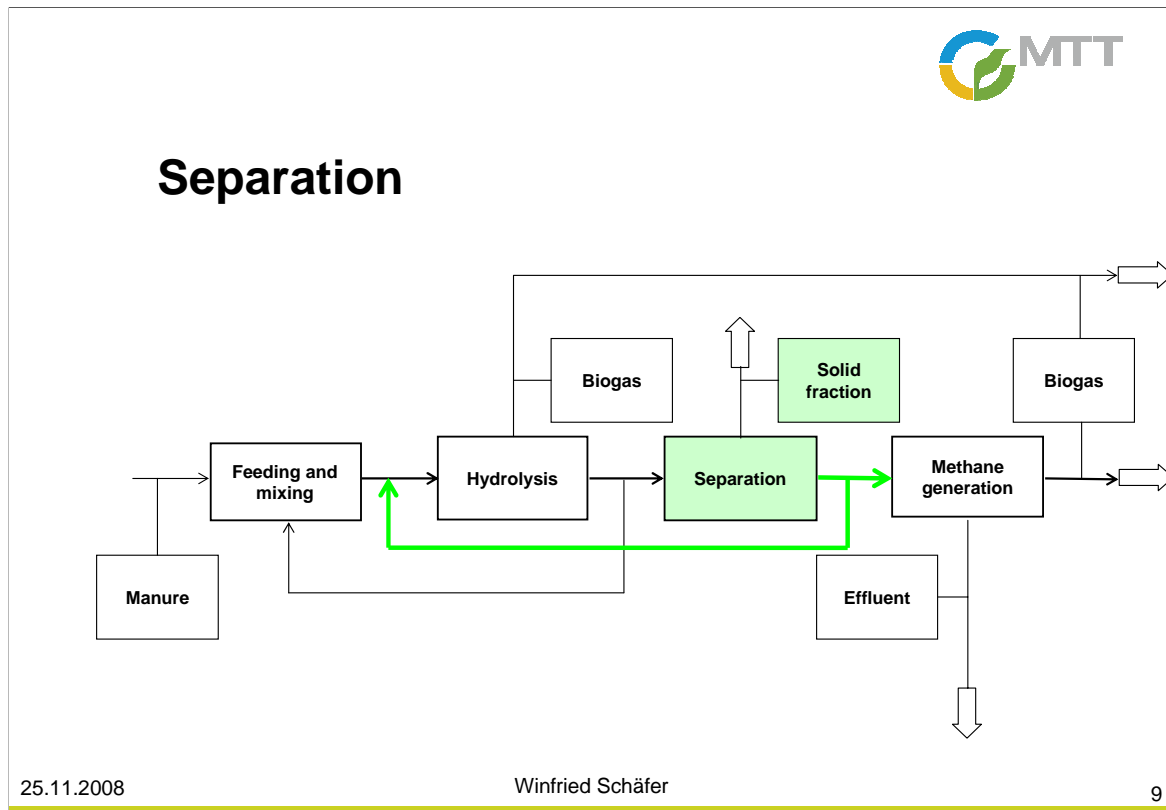 MTT
Separation
Biogas
Solid
fraction
Biogas
Feeding and
mixing
Hydrolysis
Separation
Methane
generation
Manure
Effluent
25.11.2008
Winfried Schäfer
9